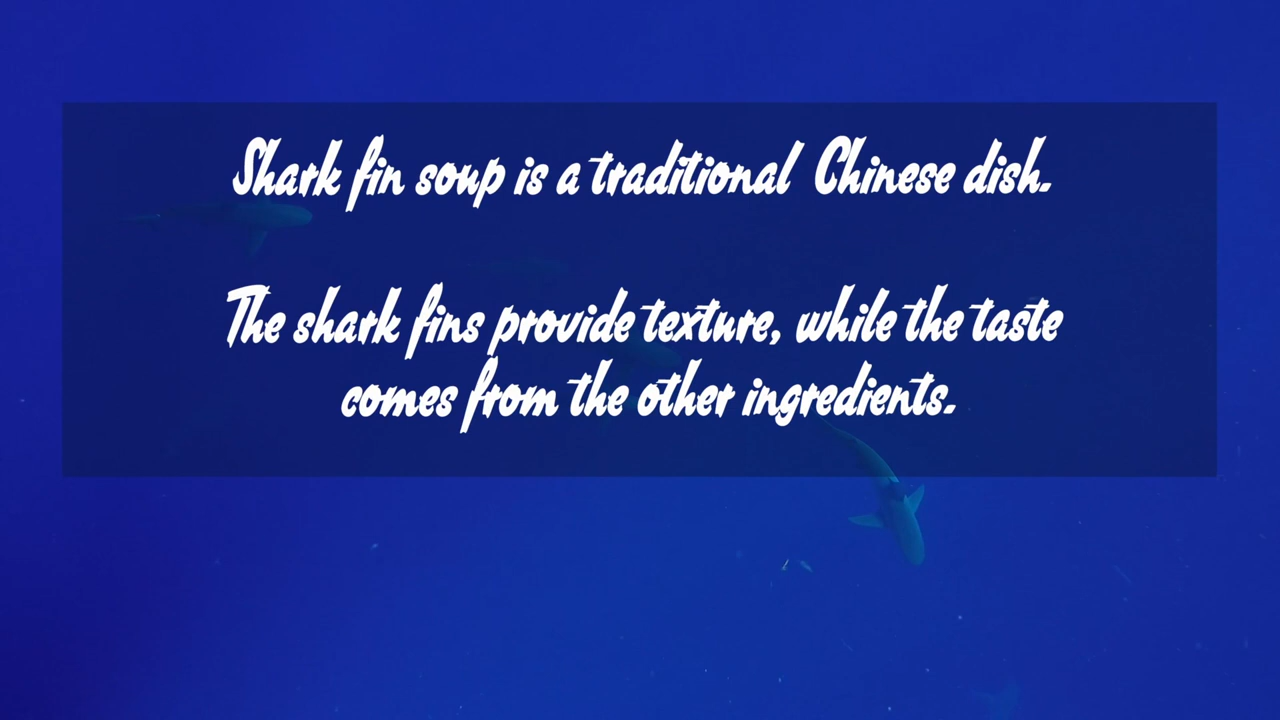 Shark fin soup is a traditional Chinese dish.
The shark fins provide texture, while the taste
comes from the other ingredients.